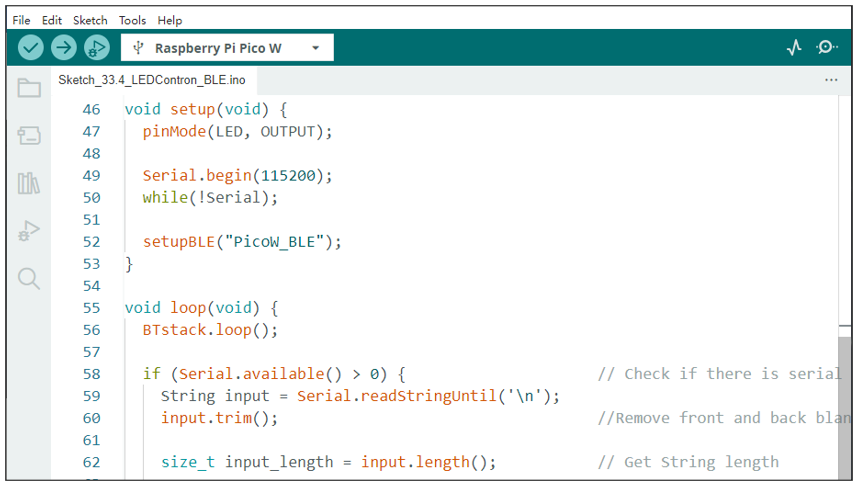 File Edit Sketch Tools Help
Raspberry Pi Pico W
Sketch_33.4_LEDContron_BLE.ino
46 void setup(void) {
47 pinMode(LED, OUTPUT);
48
49 Serial.begin(115200);
50 while(!Serial);
51
52 setupBLE("PicoW_BLE");
53 }
54
55 void loop(void) {
56 BTstack.loop();
57
58 if (Serial.available() > 0) { // Check if there is serial
59 String input = Serial.readStringUntil('\n');
60 input.trim(); //Remove front and back blan
61
62 size_t input_length = input.length(); // Get String length